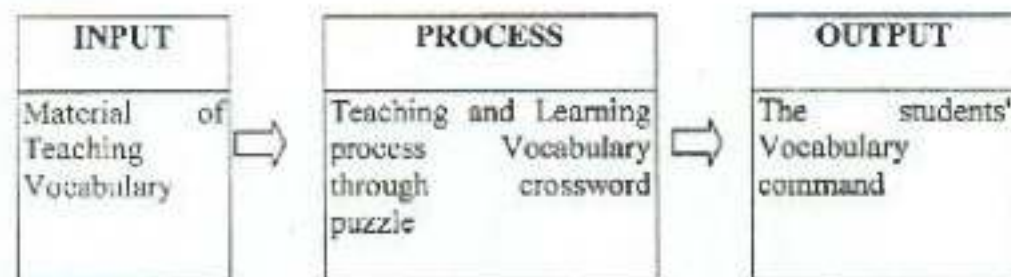 INPUT
Material of
Teaching
Vocabulary
PROCESS
Teaching and Learning
process Vocabulary
through crossword
puzzle
OUTPUT
The students'
Vocabulary
command